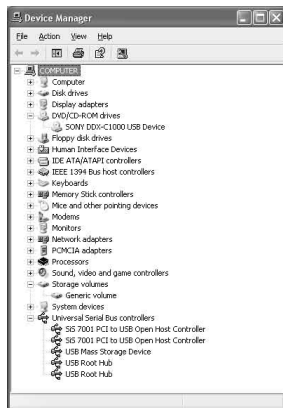 Device Manager
File Action View Help
COMPUTER
Computer
Disk drives
Display adapters
DVD/CD-ROM drives
SONY DDX-C1000 USB Device
Floppy disk drives
Human Interface Devices
IDE ATA/ATAPI controllers
IEEE 1394 Bus host controllers
Keyboards
Memory Stick controllers
Mice and other pointing devices
Modems
Monitors
Network adapters
PCMCIA adapters
Processors
Sound, video and game controllers
Storage volumes
Generic volume
System devices
Universal Serial Bus controllers
SiS 7001 PCI to USB Open Host Controller
SiS 7001 PCI to USB Open Host Controller
USB Mass Storage Device
USB Root Hub
USB Root Hub